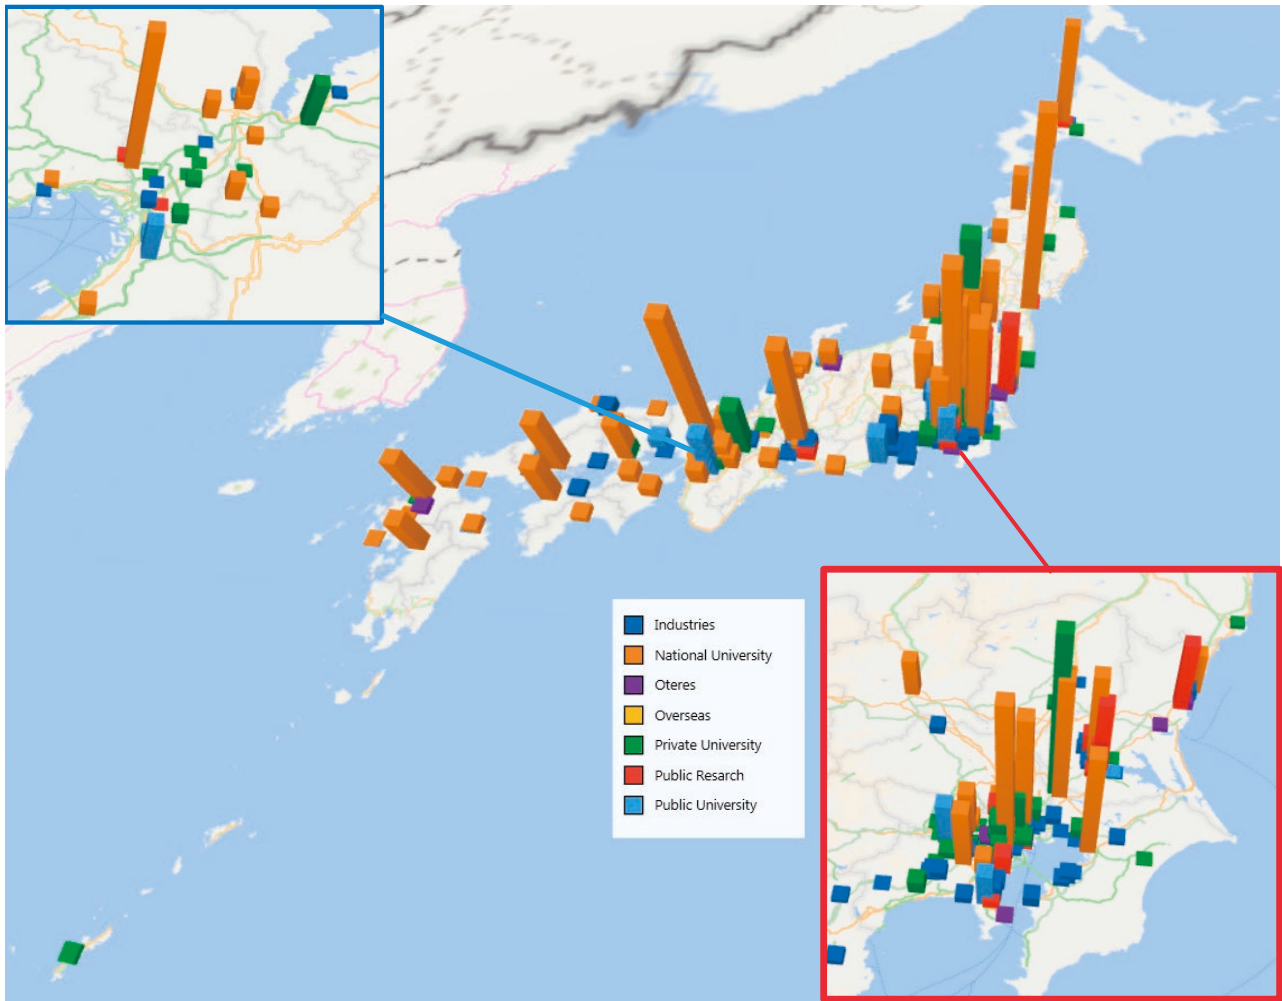 Industries
National University
Oteres
Overseas
Private University
Public Resarch
Public University